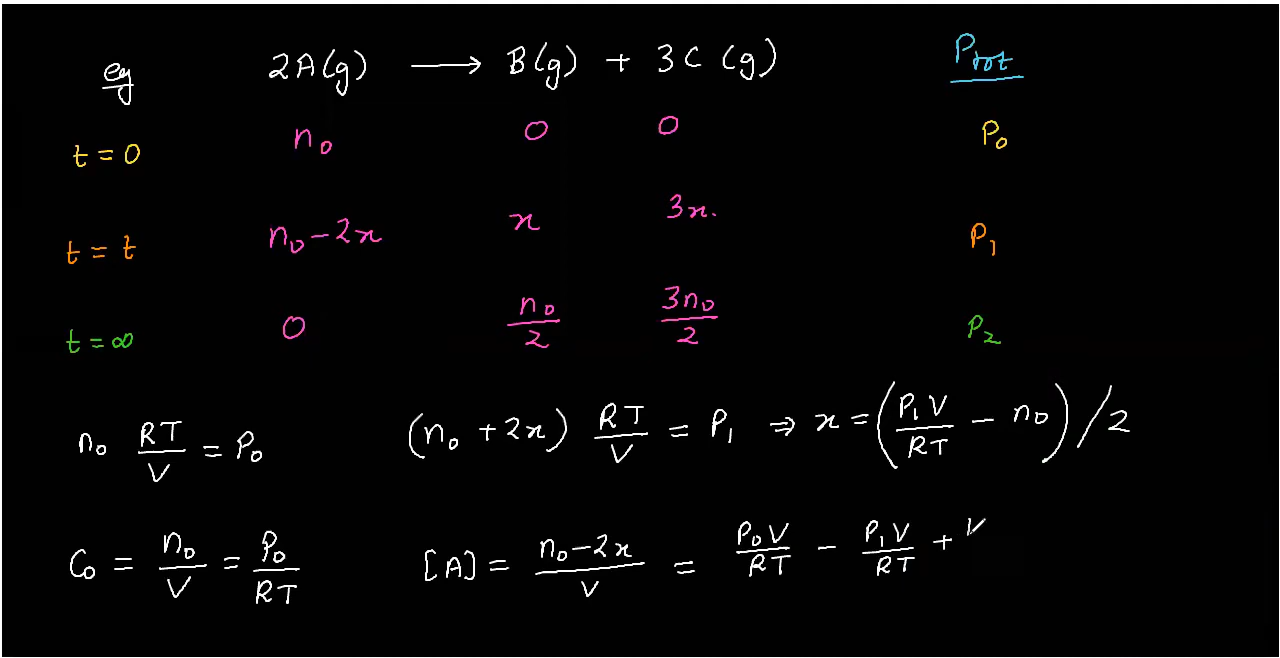 eg 2A(g) ⟶ B(g) + 3C (g) Ptot
t = 0 n₀ 0 0 P₀
t = t n₀ - 2x x 3x. P₁
t = ∞ 0 n₀/2 3n₀/2 P₂
n₀ RT/V = P₀ (n₀ + 2x) RT/V = P₁ ⇒ x = (P₁V/RT - n₀)/2
C₀ = n₀/V = P₀/RT [A] = n₀-2x/V = P₀V/RT - P₁V/RT +